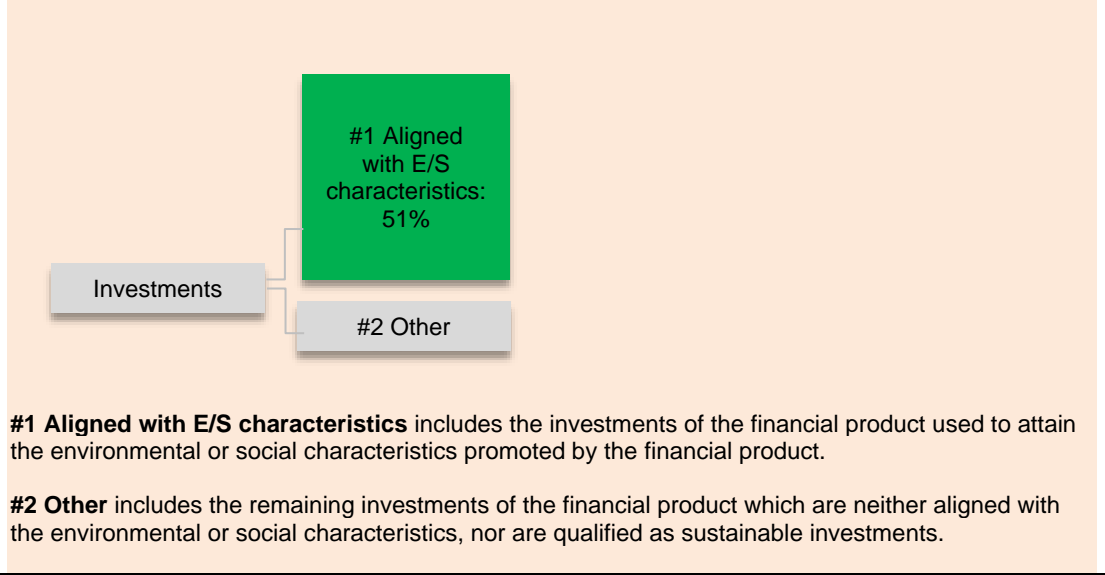 #1 Aligned
with E/S
characteristics:
51%
Investments
#2 Other
#1 Aligned with E/S characteristics includes the investments of the financial product used to attain
the environmental or social characteristics promoted by the financial product.
#2 Other includes the remaining investments of the financial product which are neither aligned with
the environmental or social characteristics, nor are qualified as sustainable investments.